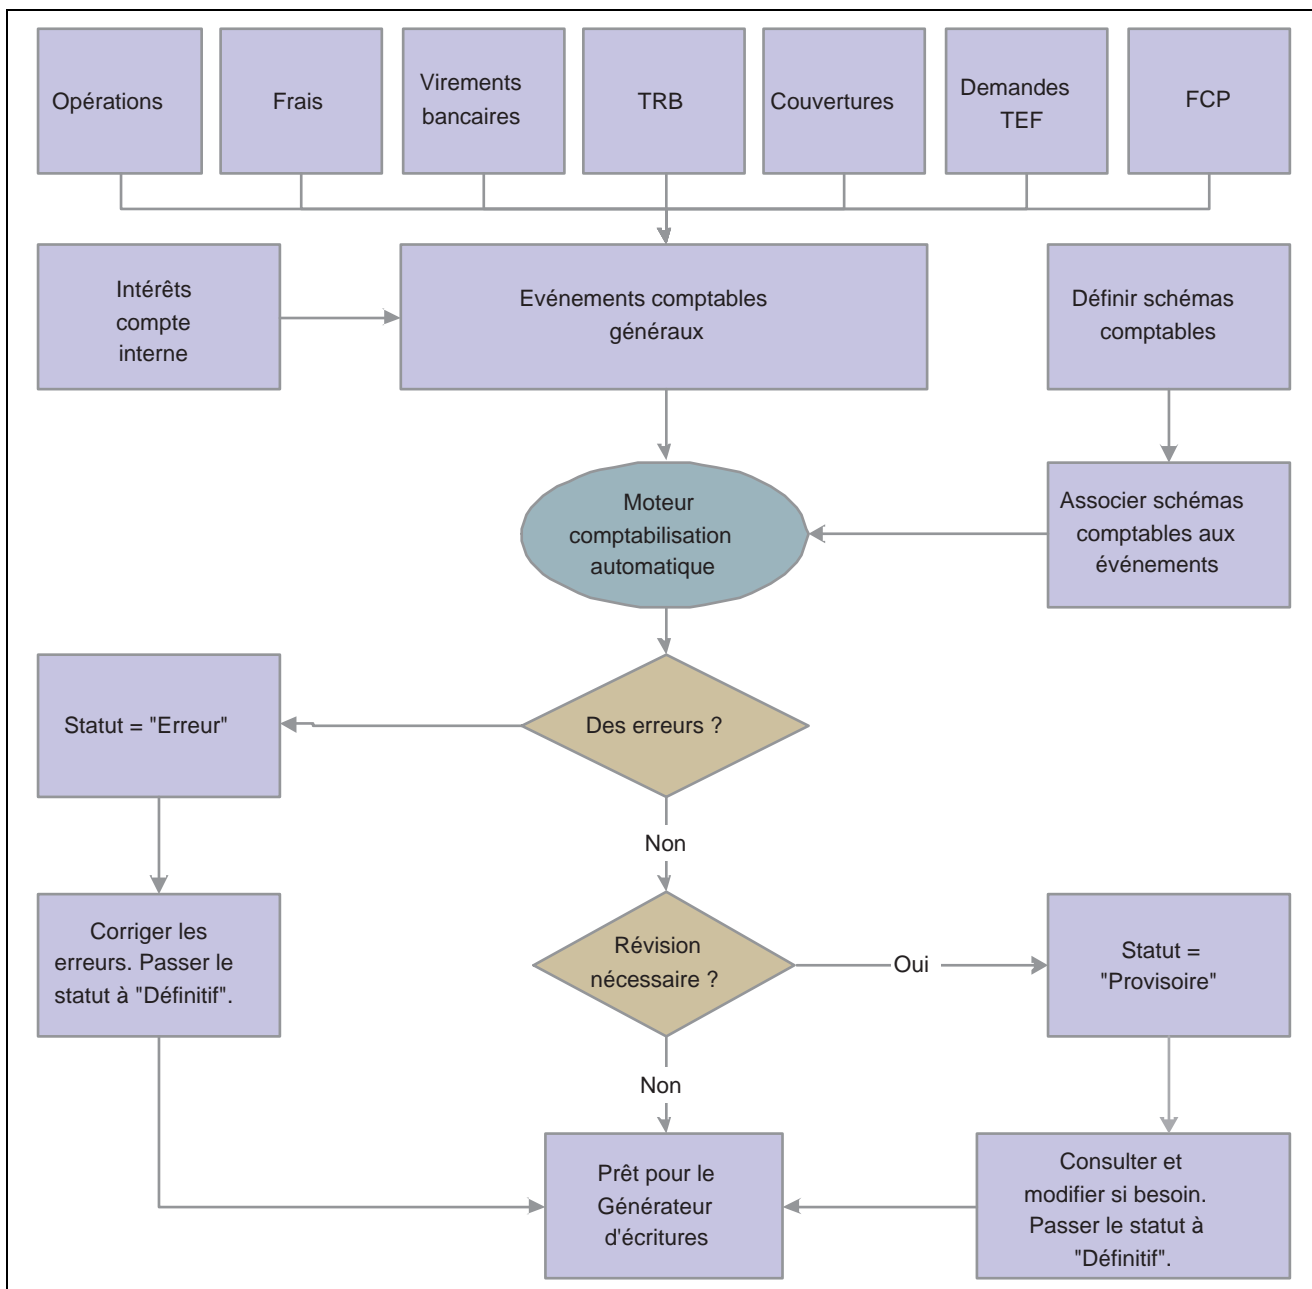 Opérations
Frais
Virements
bancaires
TRB
Couvertures
Demandes
TEF
FCP
Intérêts
compte
interne
Evénements comptables
généraux
Définir schémas
comptables
Moteur
comptabilisation
automatique
Associer schémas
comptables aux
événements
Statut = "Erreur"
Des erreurs ?
Non
Corriger les
erreurs. Passer le
statut à "Définitif".
Révision
nécessaire ?
Oui
Statut =
"Provisoire"
Non
Prêt pour le
Générateur
d'écritures
Consulter et
modifier si besoin.
Passer le statut à
"Définitif".